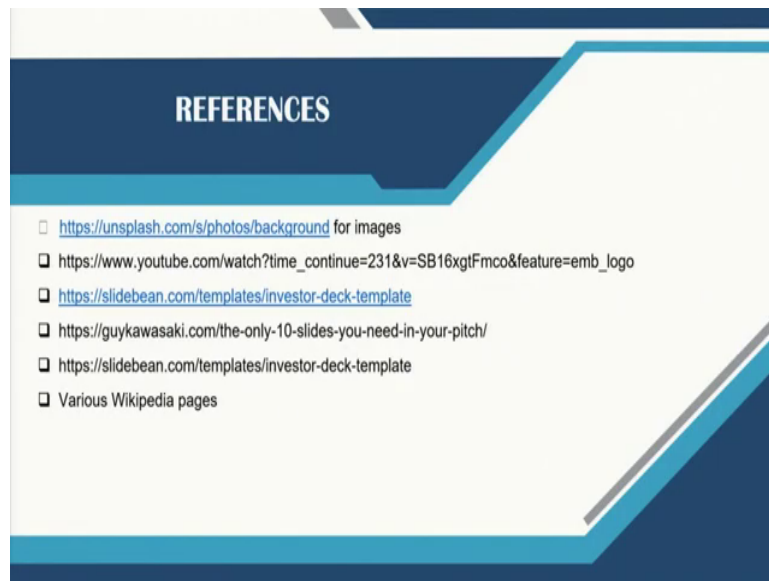 REFERENCES
https://unsplash.com/s/photos/background for images
https://www.youtube.com/watch?time_continue=231&v=SB16xgtFmco&feature=emb_logo
https://slidebean.com/templates/investor-deck-template
https://guykawasaki.com/the-only-10-slides-you-need-in-your-pitch/
https://slidebean.com/templates/investor-deck-template
Various Wikipedia pages